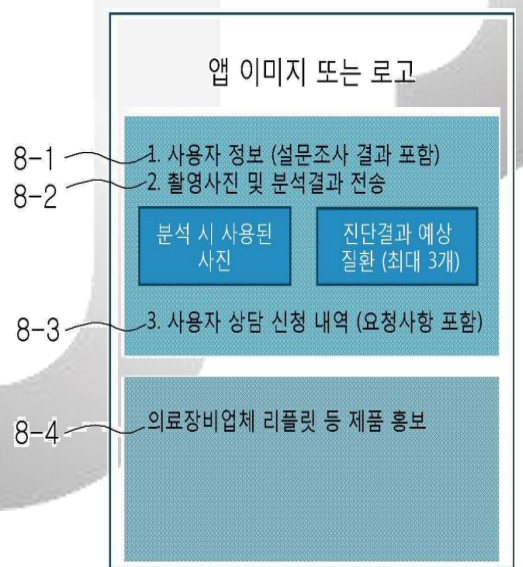 앱 이미지 또는 로고
8-1
1. 사용자 정보 (설문조사 결과 포함)
8-2
2. 촬영사진 및 분석결과 전송
분석 시 사용된
사진
진단결과 예상
질환 (최대 3개)
8-3
3. 사용자 상담 신청 내역 (요청사항 포함)
8-4
의료장비업체 리플릿 등 제품 홍보